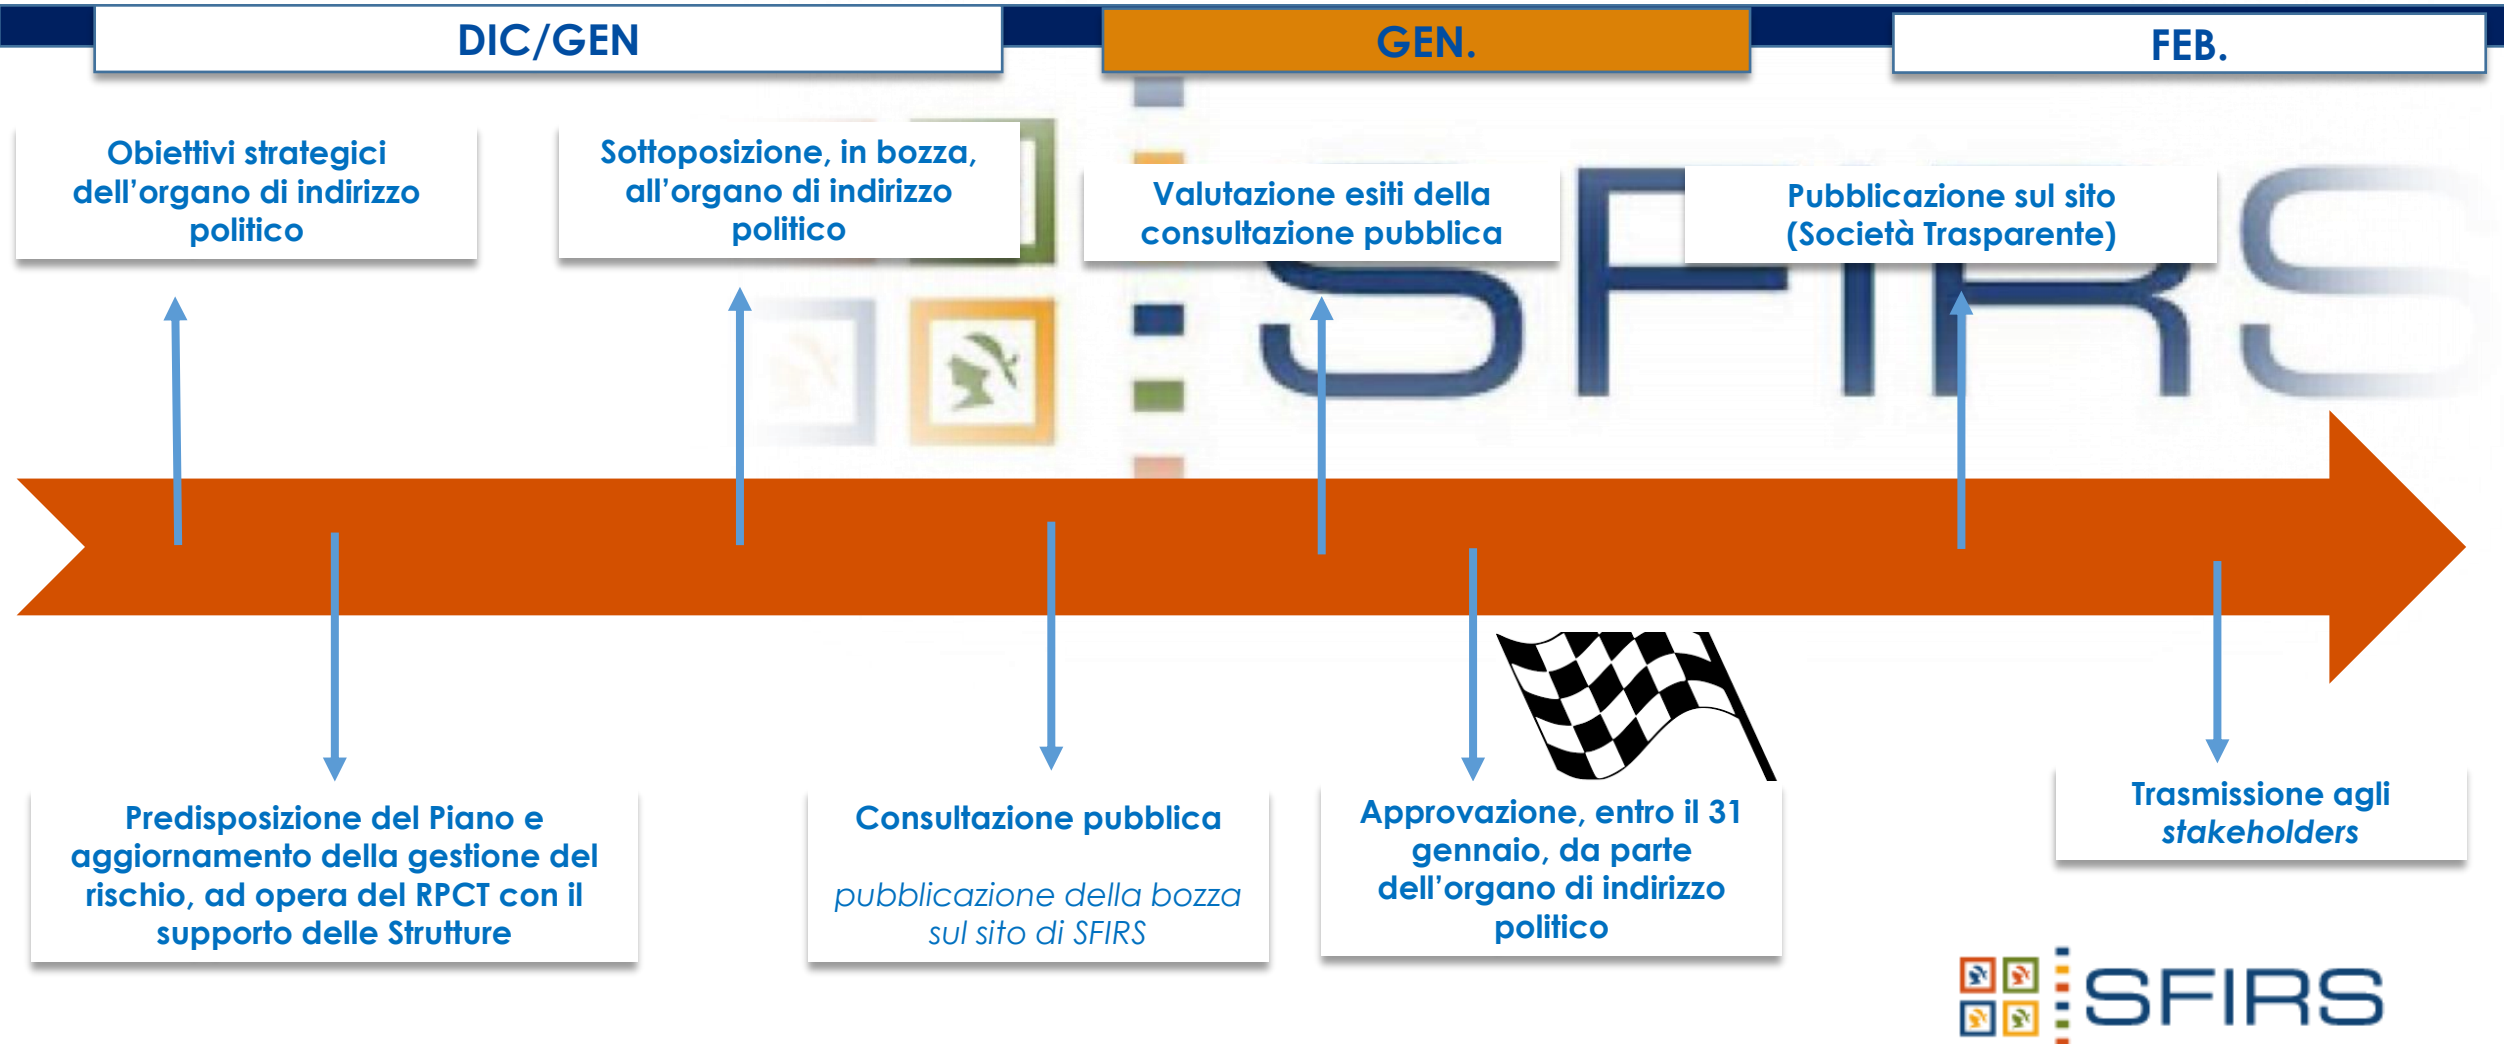 DIC/GEN
GEN.
FEB.
Obiettivi strategici
dell’organo di indirizzo
politico
Sottoposizione, in bozza,
all’organo di indirizzo
politico
Valutazione esiti della
consultazione pubblica
Pubblicazione sul sito
(Società Trasparente)
SFIRS
Predisposizione del Piano e
aggiornamento della gestione del
rischio, ad opera del RPCT con il
supporto delle Strutture
Consultazione pubblica
pubblicazione della bozza
sul sito di SFIRS
Approvazione, entro il 31
gennaio, da parte
dell’organo di indirizzo
politico
Trasmissione agli
stakeholders
SFIRS